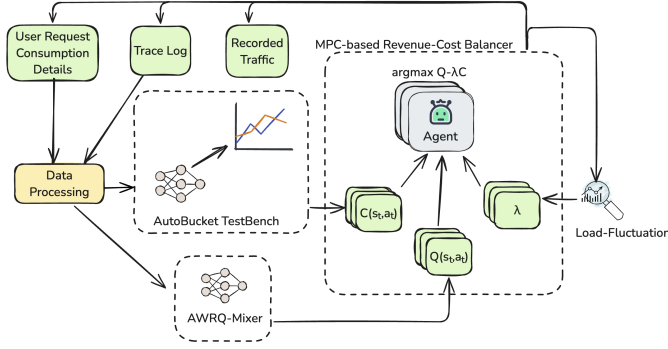 User Request
Consumption
Details
Trace Log
Recorded
Traffic
MPC-based Revenue-Cost Balancer
argmax Q-λC
Agent
Data
Processing
AutoBucket TestBench
C(sₜ,aₜ)
λ
Q(sₜ,aₜ)
Load-Fluctuation
AWRQ-Mixer